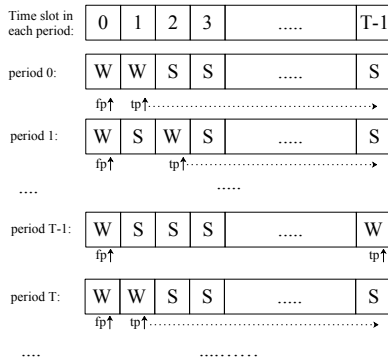 Time slot in each period: 0 1 2 3 ..... T-1
period 0: W W S S ..... S
fp tp
period 1: W S W S ..... S
fp tp
.... .....
period T-1: W S S S ..... W
fp tp
period T: W W S S ..... S
fp tp
.... ..........